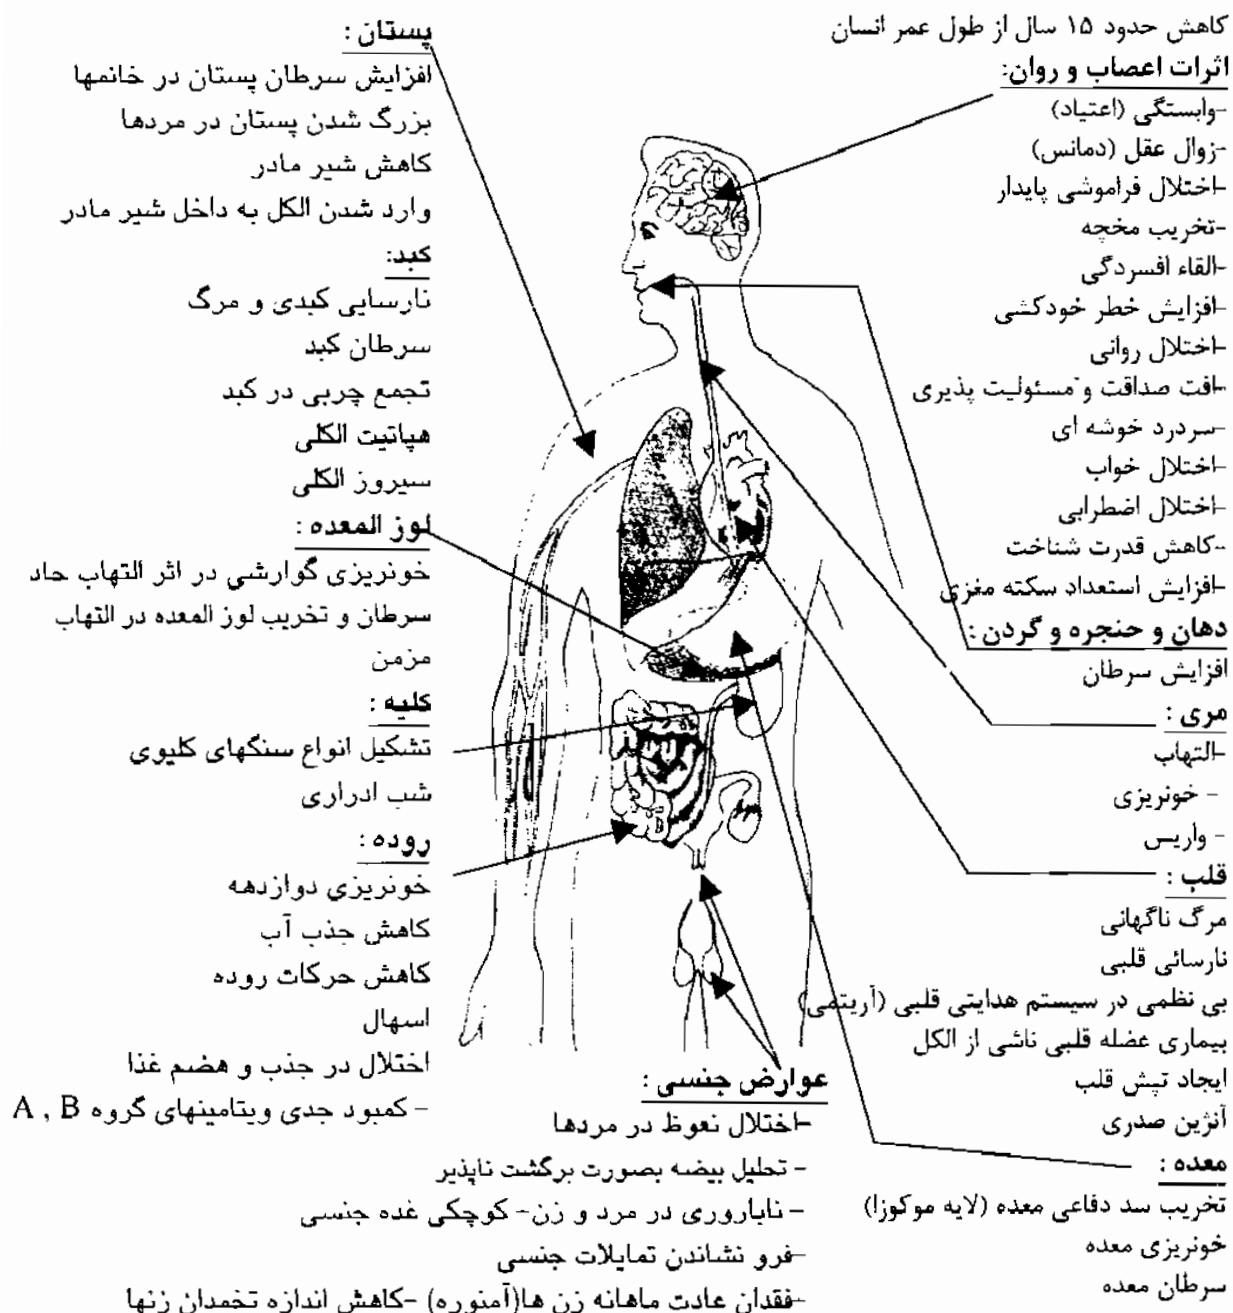 کاهش حدود ۱۵ سال از طول عمر انسان
اثرات اعصاب و روان:
-وابستگی (اعتیاد)
-زوال عقل (دمانس)
-اختلال فراموشی پایدار
-تخریب مخچه
-القاء افسردگی
-افزایش خطر خودکشی
-اختلال روانی
-افت صداقت و مسئولیت پذیری
-سردرد خوشه ای
-اختلال خواب
-اختلال اضطرابی
-کاهش قدرت شناخت
-افزایش استعداد سکته مغزی
دهان و حنجره و گردن :
افزایش سرطان
مری :
-التهاب
- خونریزی
- واریس
قلب :
مرگ ناگهانی
نارسائی قلبی
بی نظمی در سیستم هدایتی قلبی (آریتمی)
بیماری عضله قلبی ناشی از الکل
ایجاد تپش قلب
آنژین صدری
معده :
تخریب سد دفاعی معده (لایه موکوزا)
خونریزی معده
سرطان معده
پستان :
افزایش سرطان پستان در خانمها
بزرگ شدن پستان در مردها
کاهش شیر مادر
وارد شدن الکل به داخل شیر مادر
کبد:
نارسایی کبدی و مرگ
سرطان کبد
تجمع چربی در کبد
هپاتیت الکلی
سیروز الکلی
لوز المعده :
خونریزی گوارشی در اثر التهاب حاد
سرطان و تخریب لوز المعده در التهاب
مزمن
کلیه :
تشکیل انواع سنگهای کلیوی
شب ادراری
روده :
خونریزی دوازدهه
کاهش جذب آب
کاهش حرکات روده
اسهال
اختلال در جذب و هضم غذا
- کمبود جدی ویتامینهای گروه A , B
عوارض جنسی :
-اختلال نعوظ در مردها
- تحلیل بیضه بصورت برگشت ناپذیر
- ناباروری در مرد و زن- کوچکی غده جنسی
-فرو نشاندن تمایلات جنسی
-فقدان عادت ماهانه زن ها(آمنوره) -کاهش اندازه تخمدان زنها